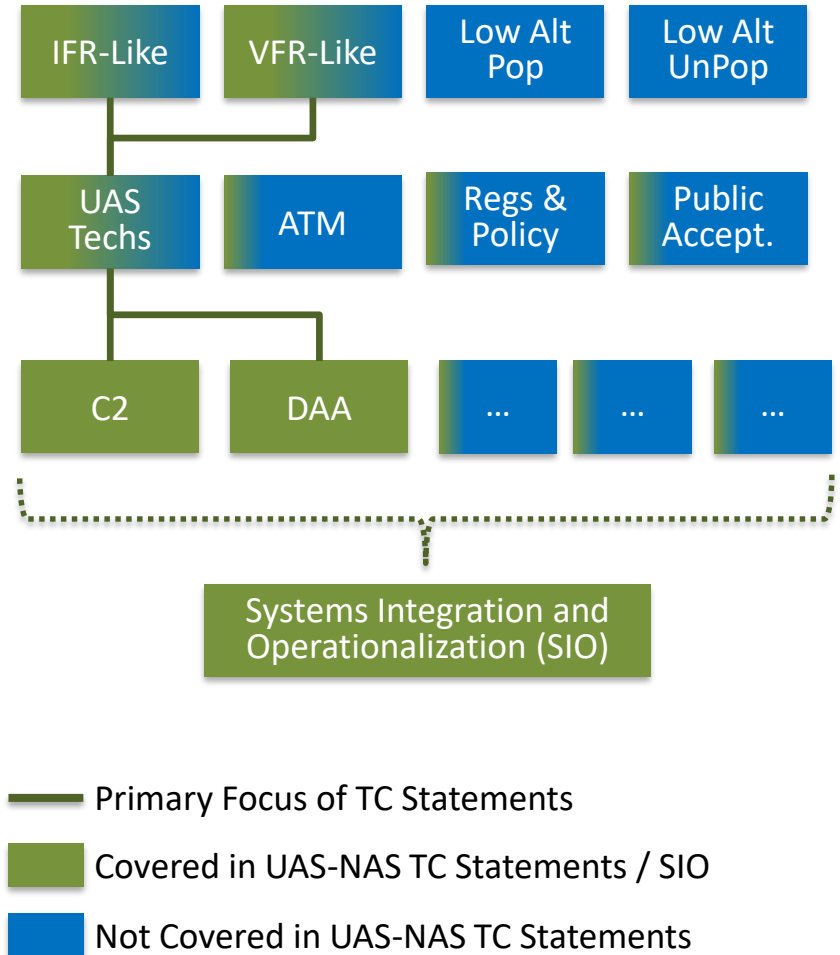 IFR-Like
VFR-Like
Low Alt
Pop
Low Alt
UnPop
UAS
Techs
ATM
Regs &
Policy
Public
Accept.
C2
DAA
...
...
...
Systems Integration and
Operationalization (SIO)
Primary Focus of TC Statements
Covered in UAS-NAS TC Statements / SIO
Not Covered in UAS-NAS TC Statements